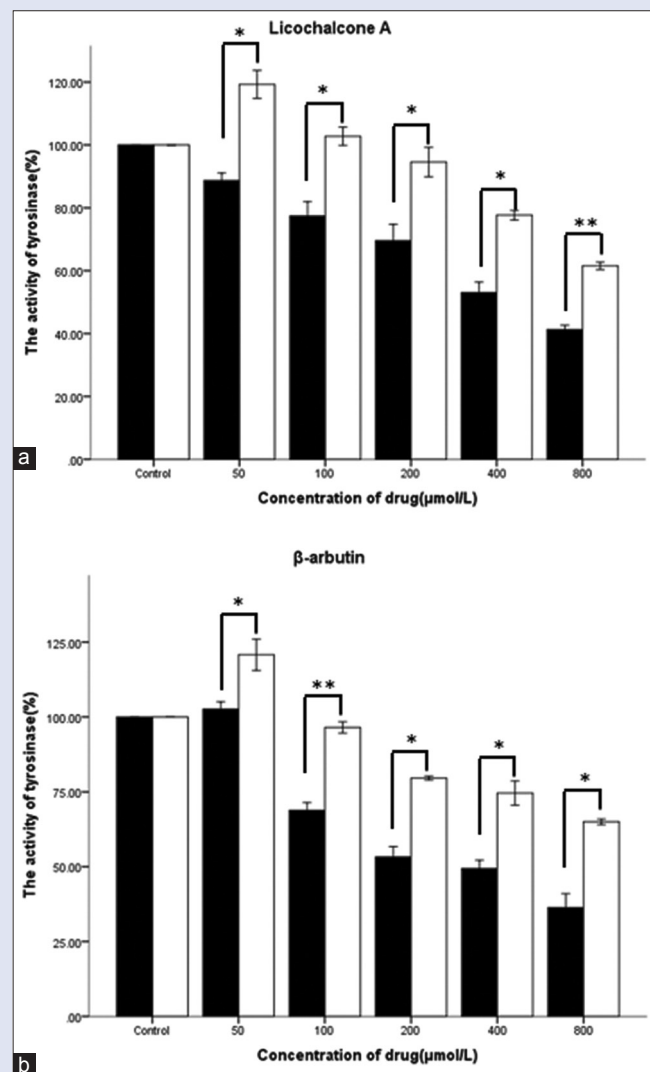 Licochalcone A
The activity of tyrosinase(%)
120.00
100.00
80.00
60.00
40.00
20.00
.00
*
*
*
*
**
Control 50 100 200 400 800
Concentration of drug(µmol/L)
a
β-arbutin
The activity of tyrosinase(%)
125.00
100.00
75.00
50.00
25.00
.00
*
**
*
*
*
Control 50 100 200 400 800
Concentration of drug(µmol/L)
b